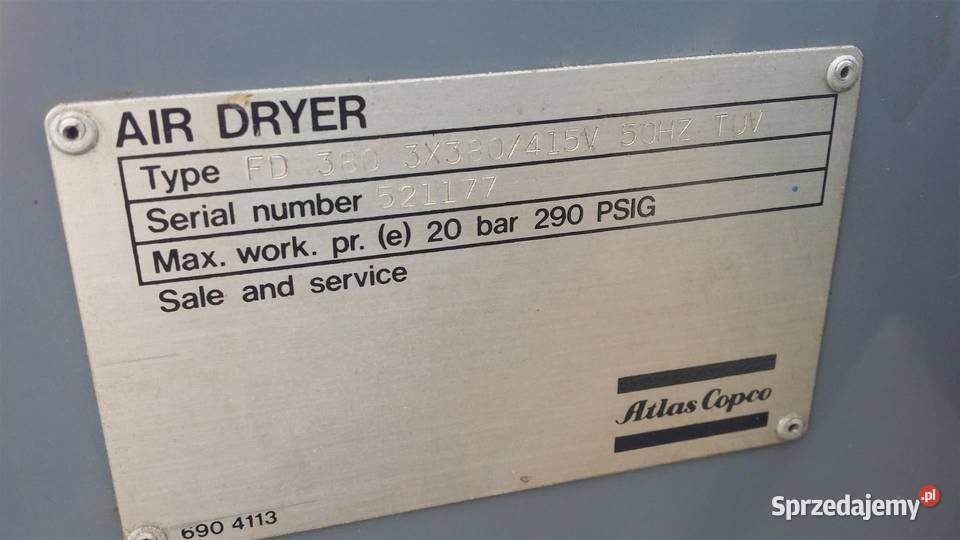 AIR DRYER
Type FD 380 3X380/415V 50HZ TUV
Serial number 521177
Max. work. pr. (e) 20 bar 290 PSIG
Sale and service
Atlas Copco
690 4113
Sprzedajemy.pl